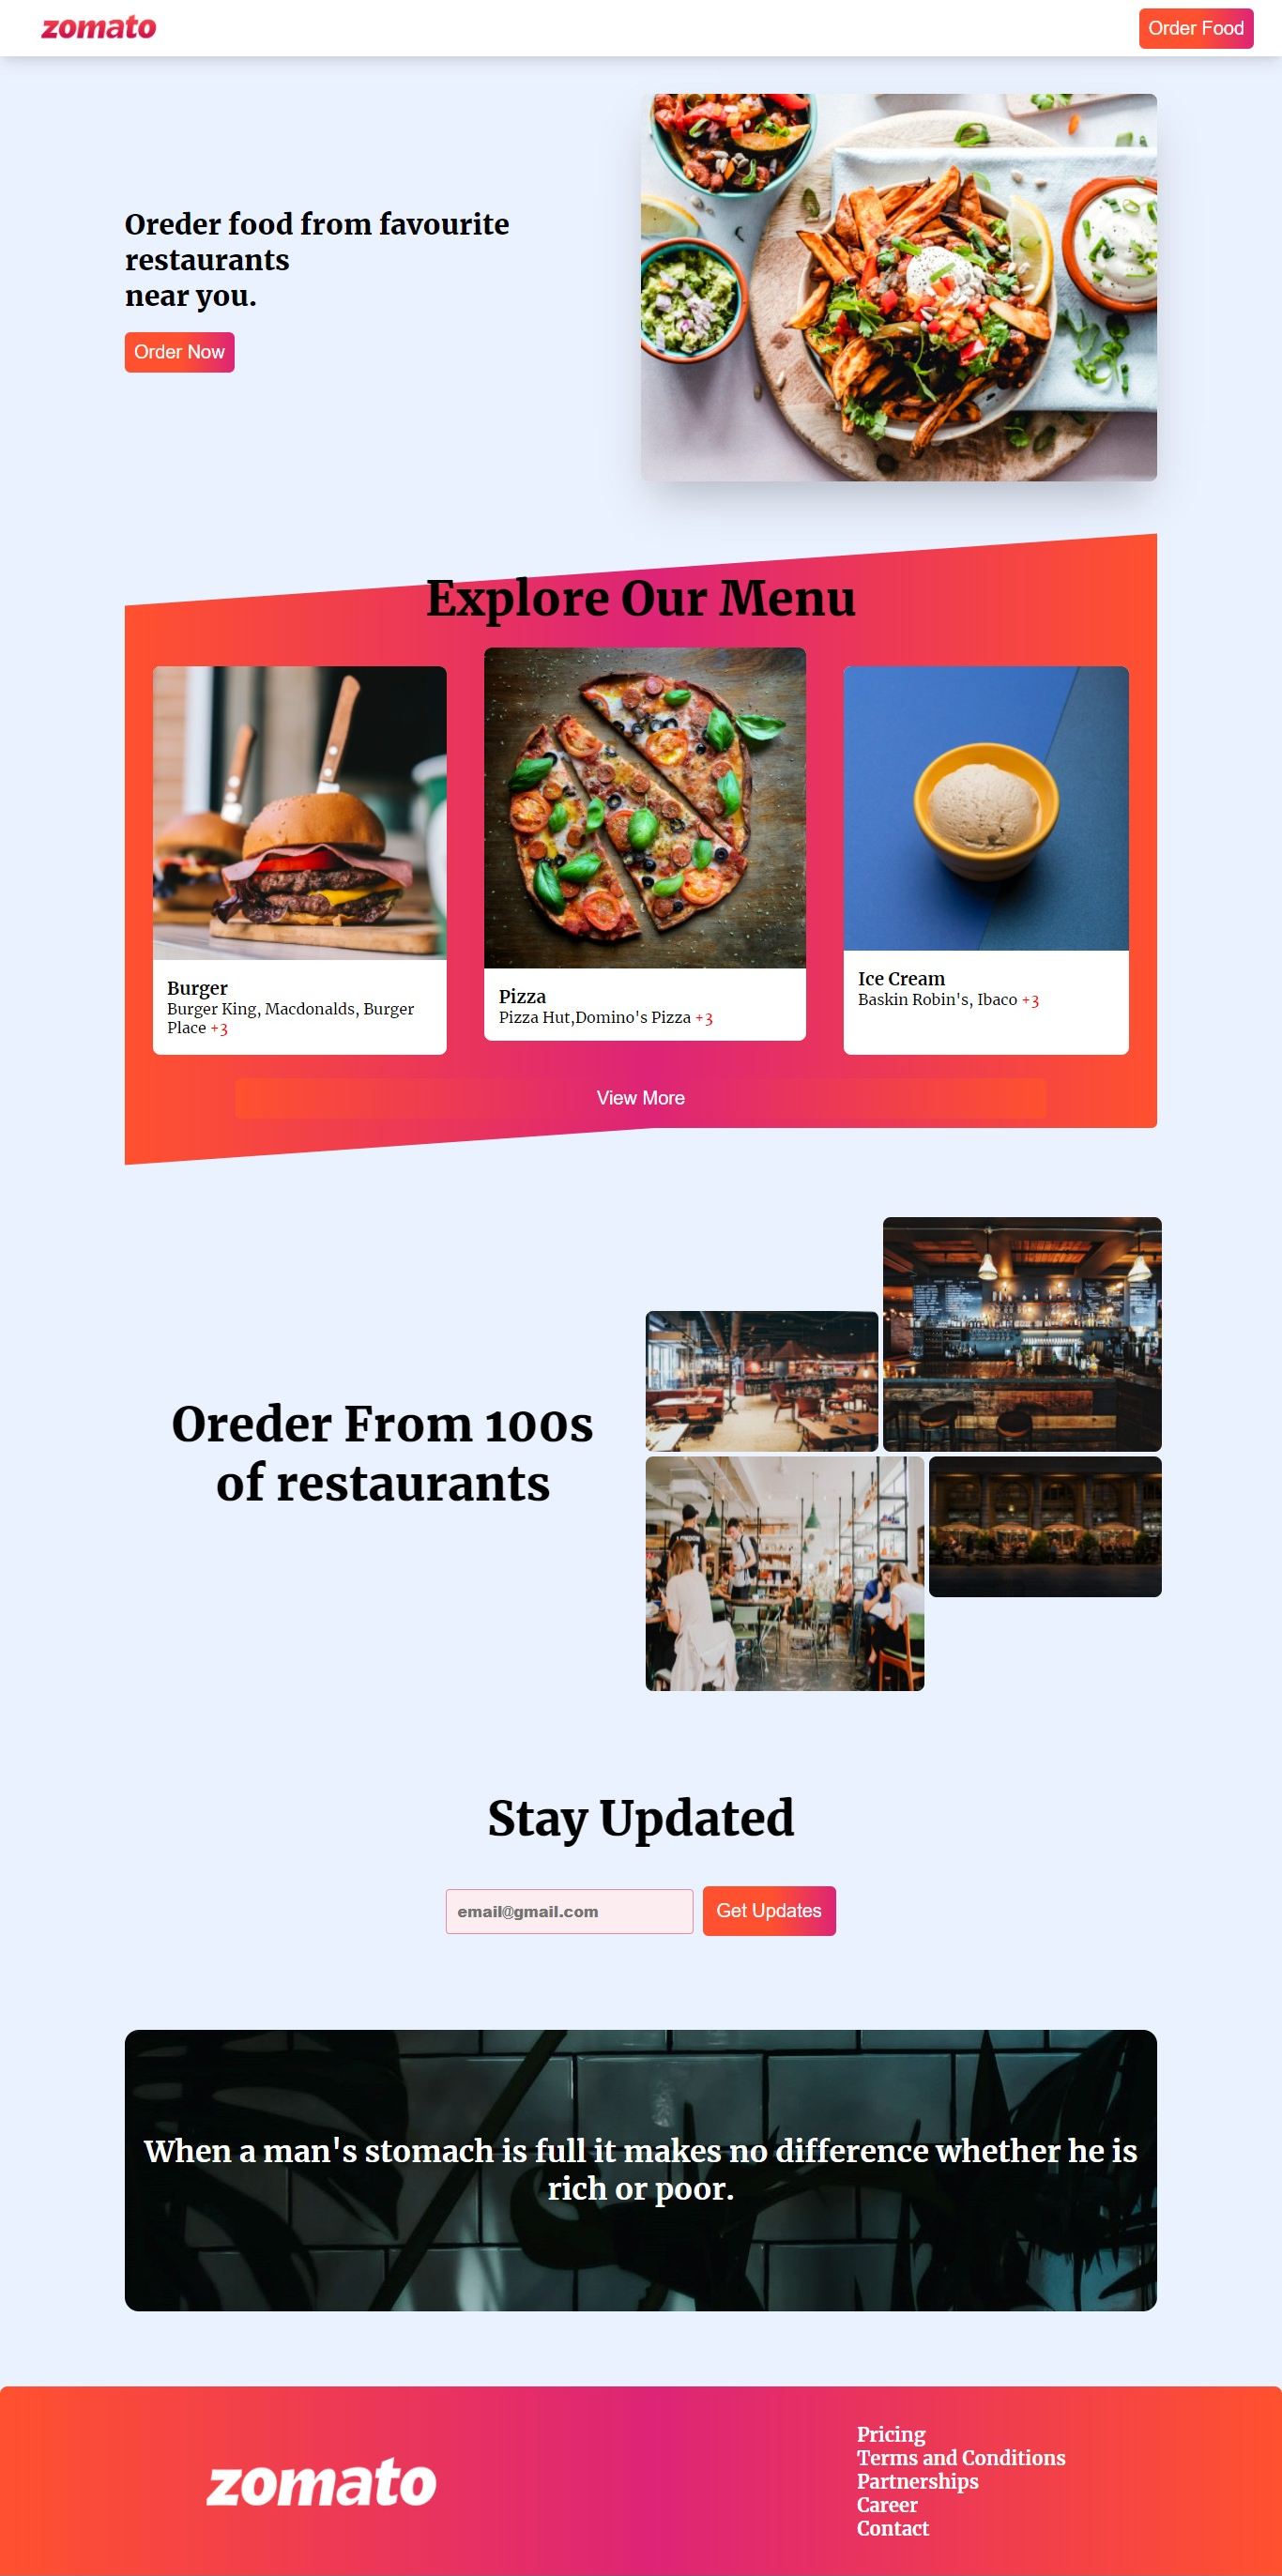 zomato
Order Food
Oreder food from favourite
restaurants
near you.
Order Now
Explore Our Menu
Burger
Burger King, Macdonalds, Burger
Place +3
Pizza
Pizza Hut,Domino's Pizza +3
Ice Cream
Baskin Robin's, Ibaco +3
View More
Oreder From 100s
of restaurants
Stay Updated
email@gmail.com
Get Updates
When a man's stomach is full it makes no difference whether he is
rich or poor.
zomato
Pricing
Terms and Conditions
Partnerships
Career
Contact